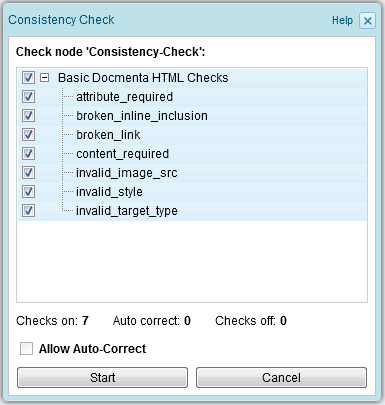 Consistency Check Help
Check node 'Consistency-Check':
Basic Docmenta HTML Checks
attribute_required
broken_inline_inclusion
broken_link
content_required
invalid_image_src
invalid_style
invalid_target_type
Checks on: 7 Auto correct: 0 Checks off: 0
Allow Auto-Correct
Start Cancel